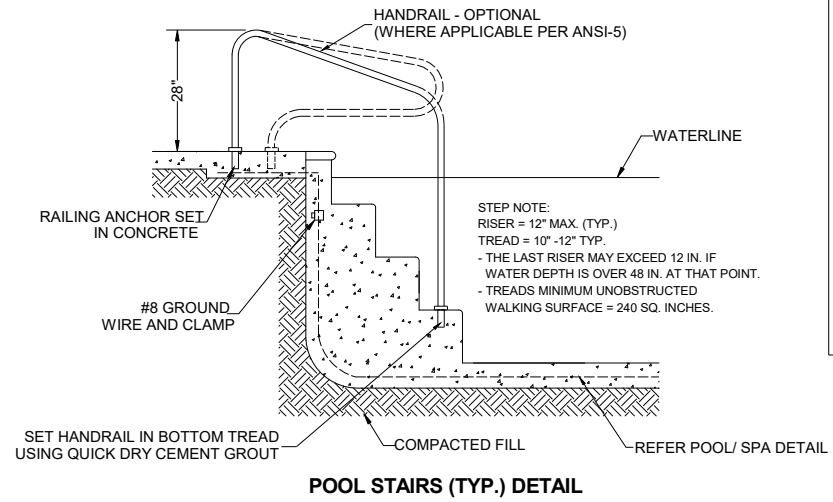 HANDRAIL - OPTIONAL
(WHERE APPLICABLE PER ANSI-5)
28"
WATERLINE
STEP NOTE:
RISER = 12" MAX. (TYP.)
TREAD = 10" -12" TYP.
- THE LAST RISER MAY EXCEED 12 IN. IF
WATER DEPTH IS OVER 48 IN. AT THAT POINT.
- TREADS MINIMUM UNOBSTRUCTED
WALKING SURFACE = 240 SQ. INCHES.
RAILING ANCHOR SET
IN CONCRETE
#8 GROUND
WIRE AND CLAMP
SET HANDRAIL IN BOTTOM TREAD
USING QUICK DRY CEMENT GROUT
COMPACTED FILL
REFER POOL/ SPA DETAIL
POOL STAIRS (TYP.) DETAIL